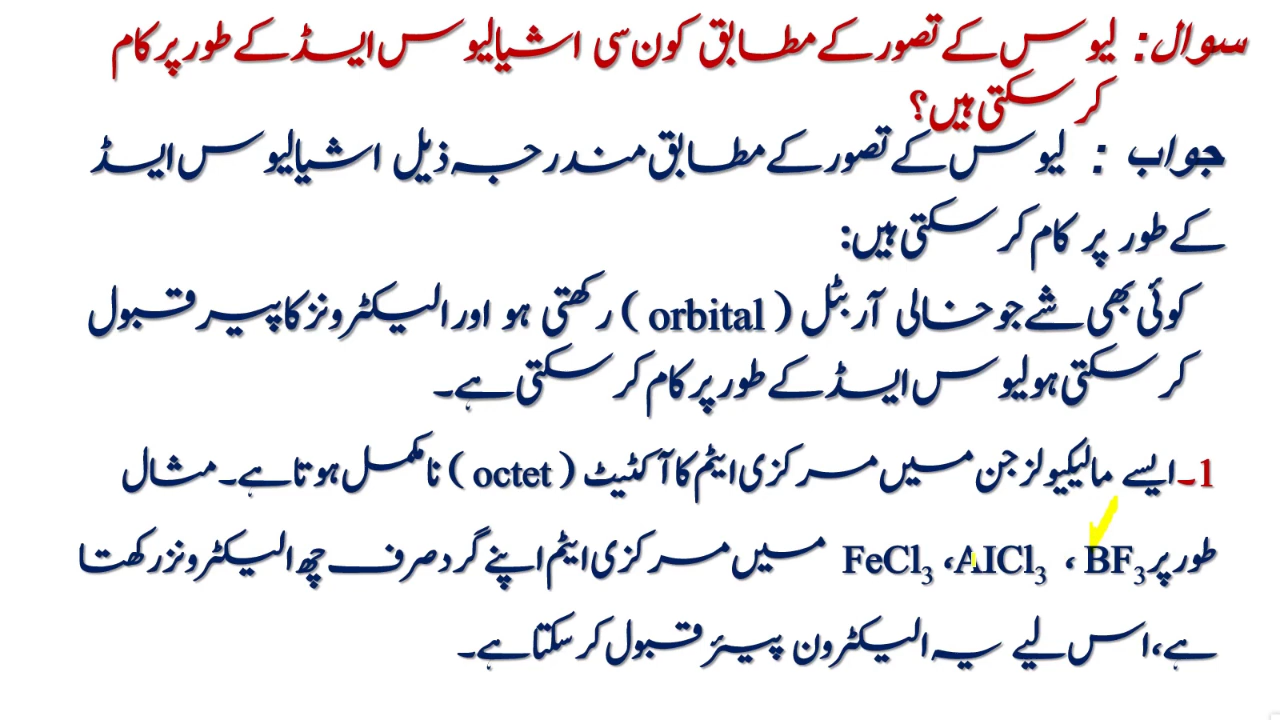 سوال: لیوس کے تصور کے مطابق کون سی اشیا لیوس ایسڈ کے طور پر کام
کر سکتی ہیں؟
جواب : لیوس کے تصور کے مطابق مندرجہ ذیل اشیا لیوس ایسڈ
کے طور پر کام کر سکتی ہیں:
کوئی بھی شے جو خالی آربٹل (orbital) رکھتی ہو اور الیکٹرونز کا پیر قبول
کر سکتی ہو لیوس ایسڈ کے طور پر کام کر سکتی ہے۔
1۔ ایسے مالیکیولز جن میں مرکزی ایٹم کا آکٹیٹ (octet) نامکمل ہوتا ہے۔ مثال
طور پر BF₃ ، AlCl₃، FeCl₃ میں مرکزی ایٹم اپنے گرد صرف چھ الیکٹرونز رکھتا
ہے، اس لیے یہ الیکٹرون پیئر قبول کر سکتا ہے۔